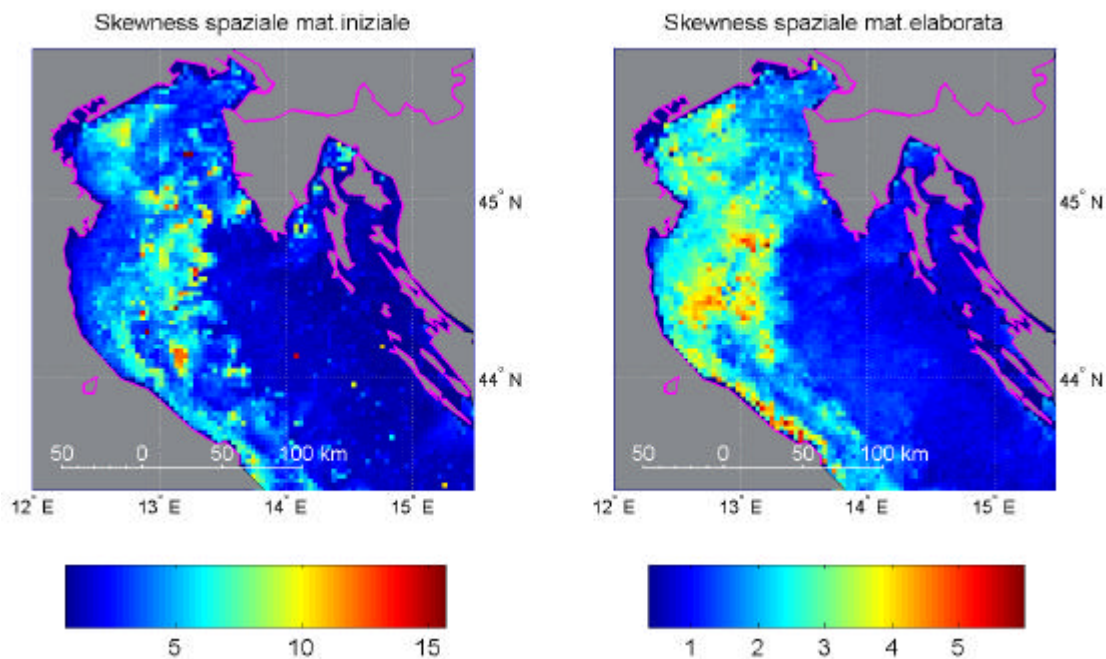 Skewness spaziale mat.iniziale
45° N
44° N
50 0 50 100 km
12° E 13° E 14° E 15° E
5 10 15
Skewness spaziale mat.elaborata
45° N
44° N
50 0 50 100 km
12° E 13° E 14° E 15° E
1 2 3 4 5